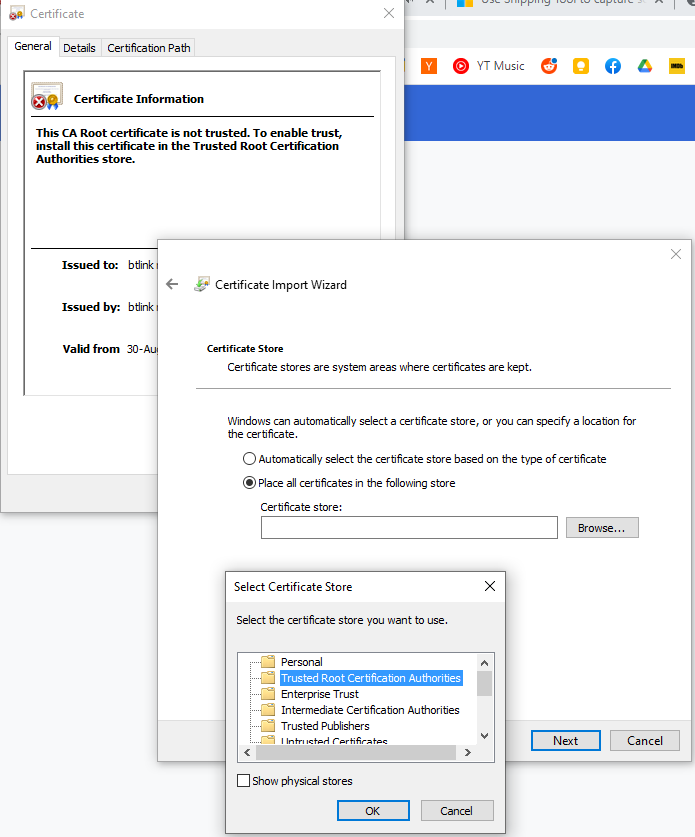 Certificate
Use Snipping Tool to capture s
General
Details
Certification Path
YT Music
Certificate Information
This CA Root certificate is not trusted. To enable trust,
install this certificate in the Trusted Root Certification
Authorities store.
Issued to: btlink
Issued by: btlink
Valid from 30-Aug
Certificate Import Wizard
Certificate Store
Certificate stores are system areas where certificates are kept.
Windows can automatically select a certificate store, or you can specify a location for
the certificate.
Automatically select the certificate store based on the type of certificate
Place all certificates in the following store
Certificate store:
Browse...
Select Certificate Store
Select the certificate store you want to use.
Personal
Trusted Root Certification Authorities
Enterprise Trust
Intermediate Certification Authorities
Trusted Publishers
Untrusted Certificates
Show physical stores
OK
Cancel
Next
Cancel